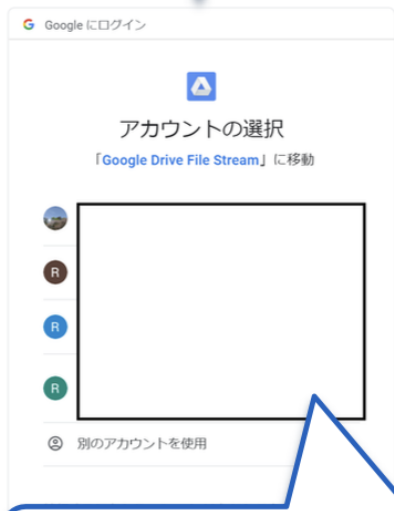 Google にログイン
アカウントの選択
「Google Drive File Stream」に移動
R
R
R
別のアカウントを使用